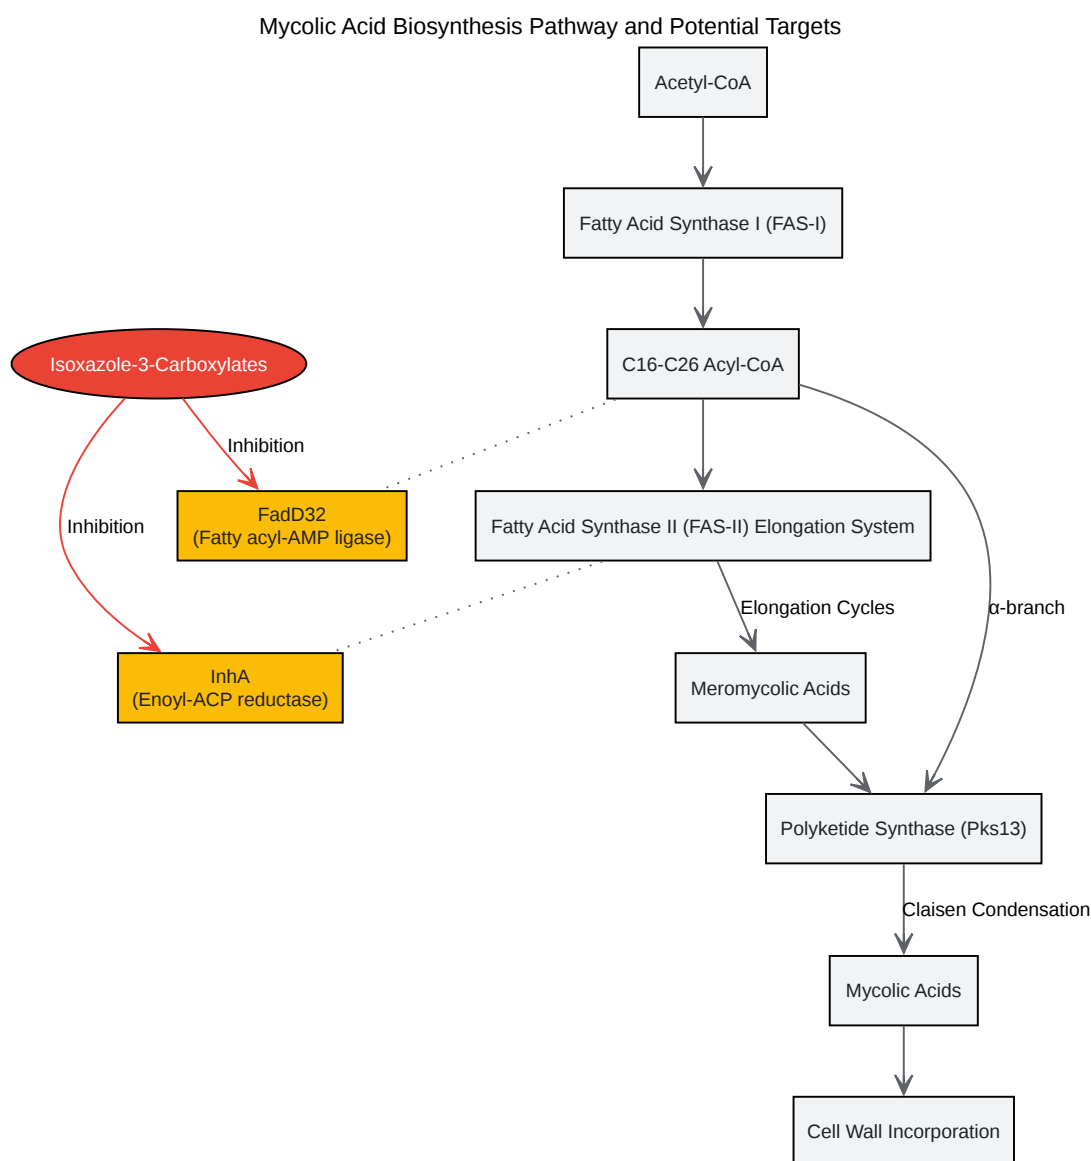 Mycolic Acid Biosynthesis Pathway and Potential Targets
Acetyl-CoA
Fatty Acid Synthase I (FAS-I)
Isoxazole-3-Carboxylates
C16-C26 Acyl-CoA
Inhibition
Inhibition
FadD32
(Fatty acyl-AMP ligase)
Fatty Acid Synthase II (FAS-II) Elongation System
Elongation Cycles
α-branch
InhA
(Enoyl-ACP reductase)
Meromycolic Acids
Polyketide Synthase (Pks13)
Claisen Condensation
Mycolic Acids
Cell Wall Incorporation